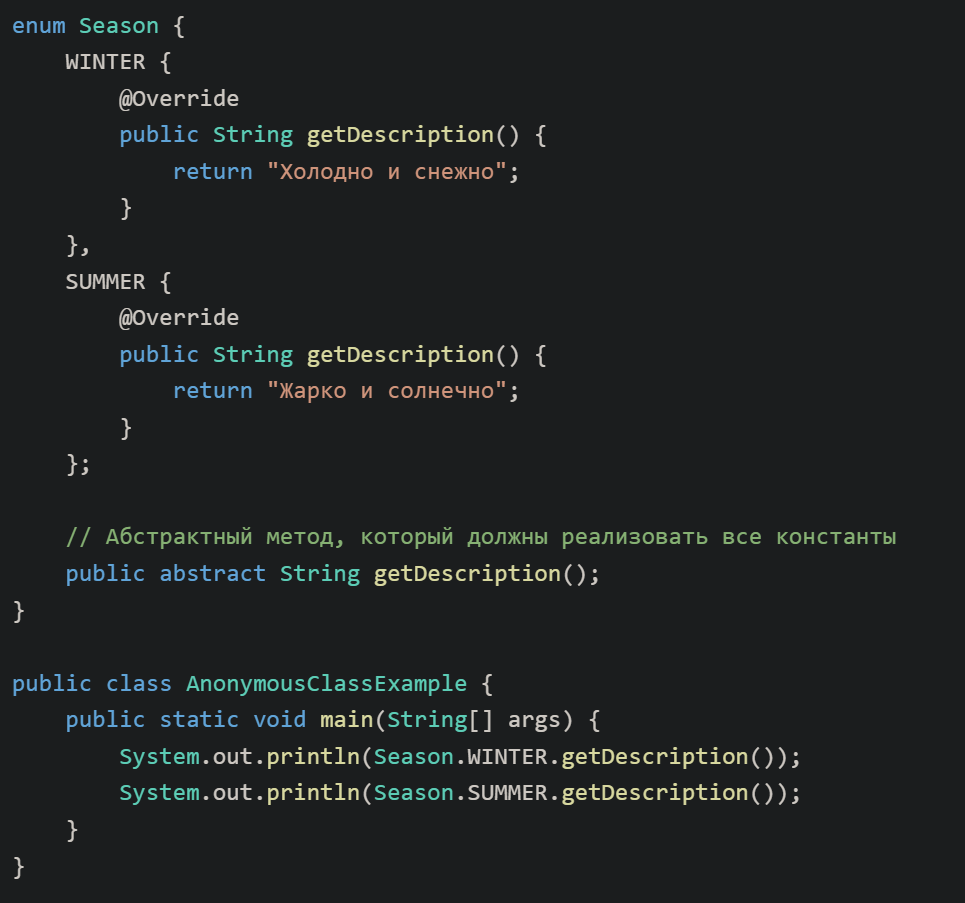 enum Season {
    WINTER {
        @Override
        public String getDescription() {
            return "Холодно и снежно";
        }
    },
    SUMMER {
        @Override
        public String getDescription() {
            return "Жарко и солнечно";
        }
    };

    // Абстрактный метод, который должны реализовать все константы
    public abstract String getDescription();
}

public class AnonymousClassExample {
    public static void main(String[] args) {
        System.out.println(Season.WINTER.getDescription());
        System.out.println(Season.SUMMER.getDescription());
    }
}